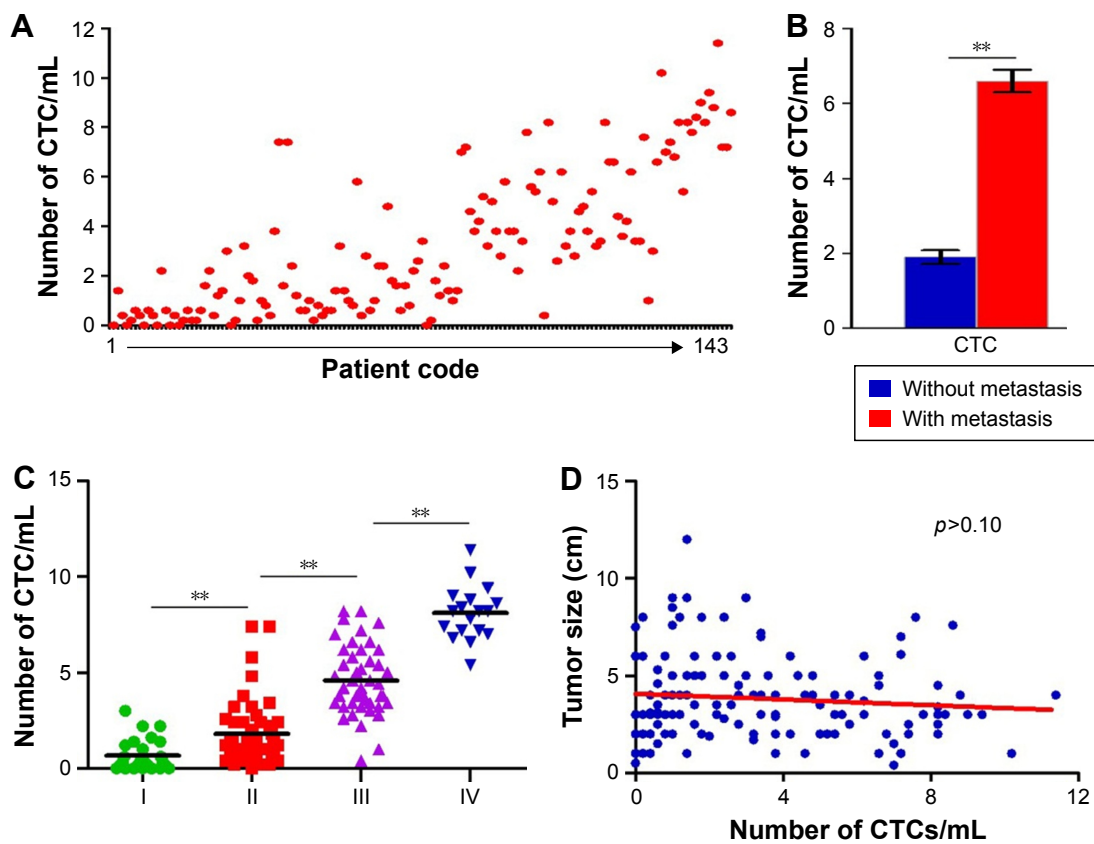 A
Number of CTC/mL
12
10
8
6
4
2
0
1
143
Patient code
B
Number of CTC/mL
8
6
4
2
0
**
CTC
Without metastasis
With metastasis
C
Number of CTC/mL
15
10
5
0
**
**
**
I II III IV
D
Tumor size (cm)
15
10
5
0
p>0.10
0 4 8 12
Number of CTCs/mL